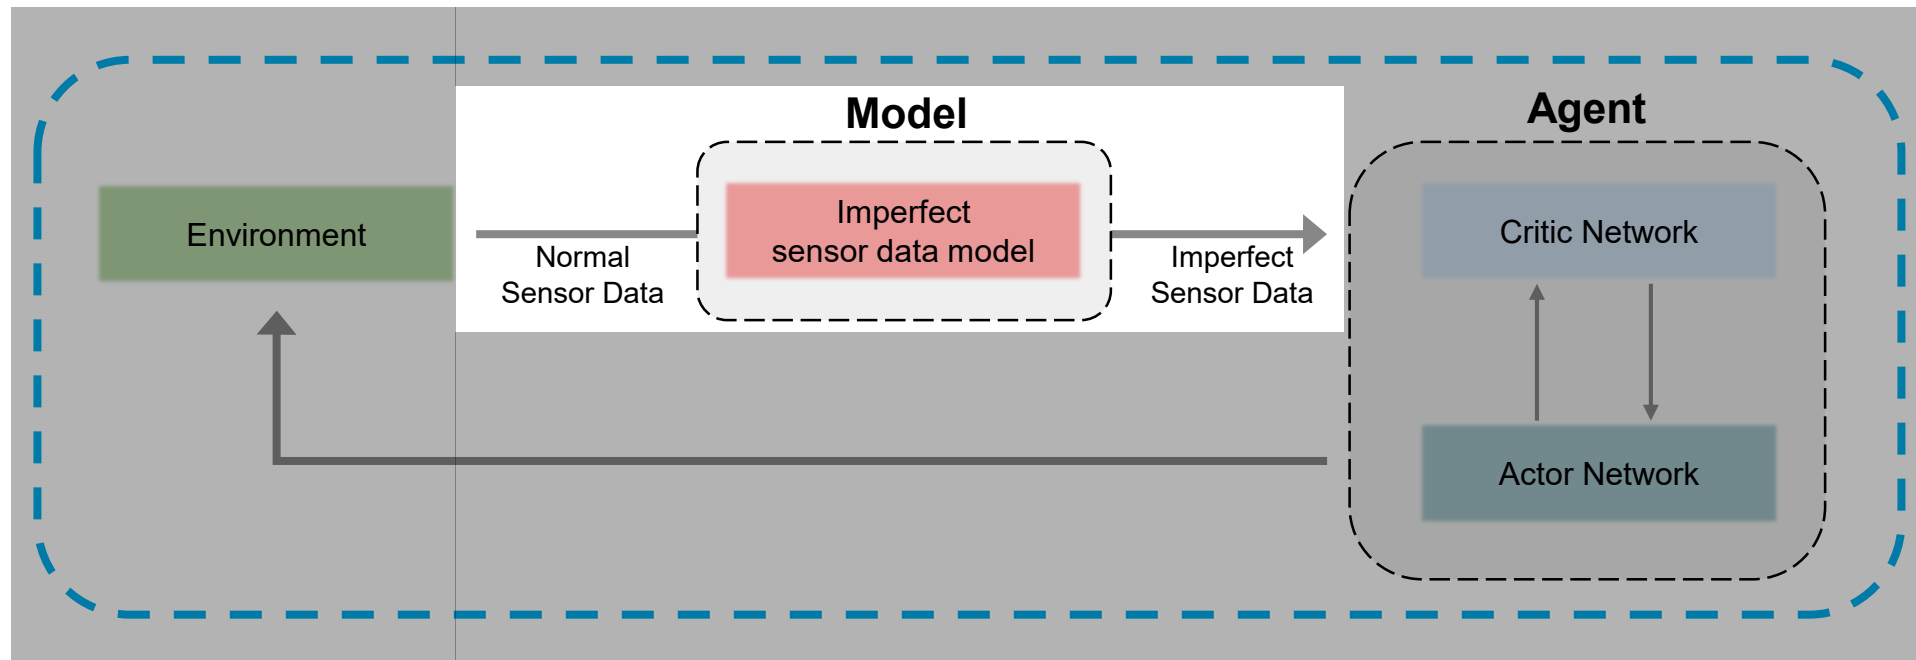 Model
Agent
Environment
Normal
Sensor Data
Imperfect
sensor data model
Imperfect
Sensor Data
Critic Network
Actor Network